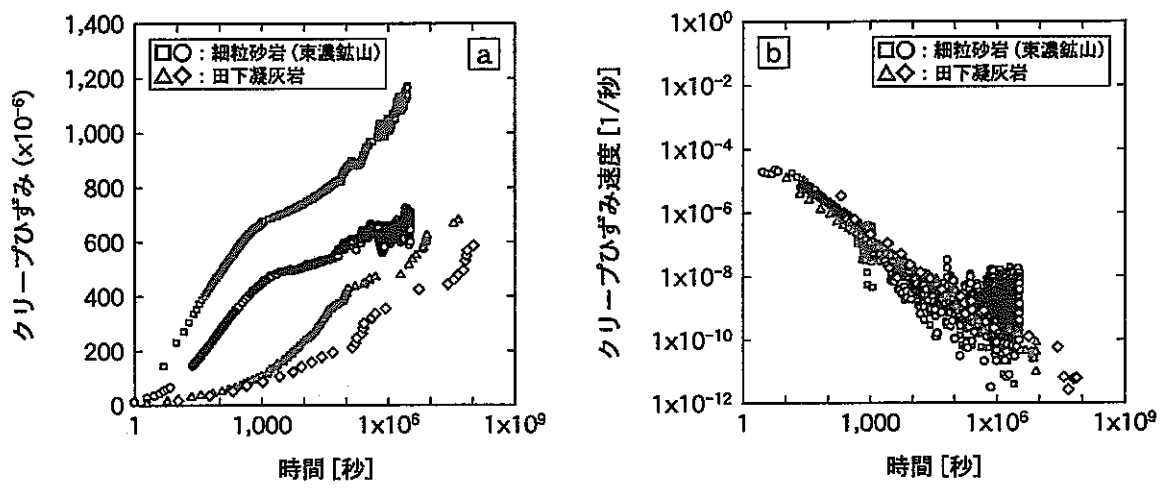 クリープひずみ (x10⁻⁶)
1,400
1,200
1,000
800
600
400
200
0
1
1,000
1x10⁶
1x10⁹
時間 [秒]
□○ : 細粒砂岩 (東濃鉱山)
△◇ : 田下凝灰岩
a
クリープひずみ速度 [1/秒]
1x10⁰
1x10⁻²
1x10⁻⁴
1x10⁻⁶
1x10⁻⁸
1x10⁻¹⁰
1x10⁻¹²
1
1,000
1x10⁶
1x10⁹
時間 [秒]
b
□○ : 細粒砂岩 (東濃鉱山)
△◇ : 田下凝灰岩